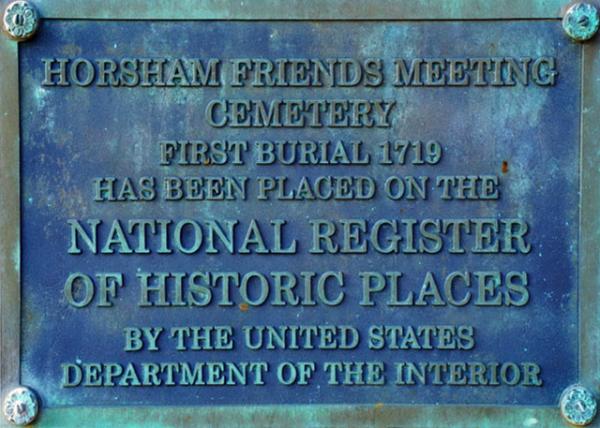 HORSHAM FRIENDS MEETING
CEMETERY
FIRST BURIAL 1719
HAS BEEN PLACED ON THE
NATIONAL REGISTER
OF HISTORIC PLACES
BY THE UNITED STATES
DEPARTMENT OF THE INTERIOR